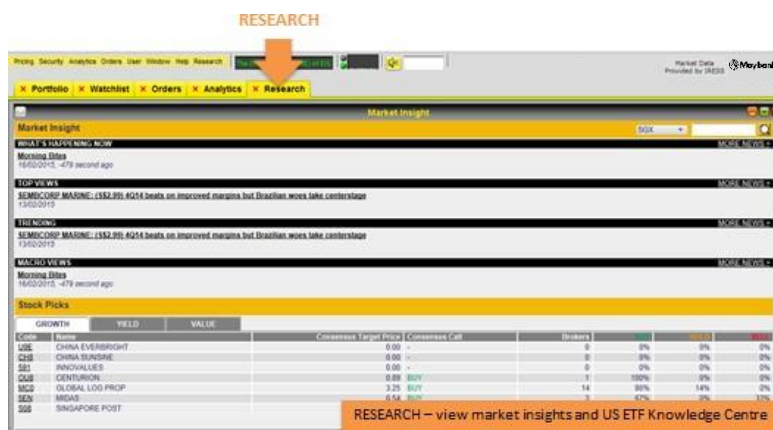 RESEARCH
Pricing Security Analytics Orders User Window Help Research
Market Data
Provided by IRESS
Maybank
× Portfolio × Watchlist × Orders × Analytics × Research
Market Insight
Market Insight SGX
WHAT'S HAPPENING NOW MORE NEWS
Morning Bites
16/02/2015, -479 second ago
TOP VIEWS MORE NEWS
SEMBCORP MARINE: (S$2.99) 4Q14 beats on improved margins but Brazilian woes take centerstage
13/02/2015
TRENDING MORE NEWS
SEMBCORP MARINE: (S$2.99) 4Q14 beats on improved margins but Brazilian woes take centerstage
13/02/2015
MACRO VIEWS MORE NEWS
Morning Bites
16/02/2015, -479 second ago
Stock Picks
GROWTH YIELD VALUE
Code Name Consensus Target Price Consensus Call Brokers BUY HOLD SELL
U9E CHINA EVERBRIGHT 0.00 - 0 0% 0% 0%
CH8 CHINA SUNSINE 0.00 - 0 0% 0% 0%
591 INNOVALUES 0.00 - 0 0% 0% 0%
OU8 CENTURION 0.89 BUY 1 100% 0% 0%
MC0 GLOBAL LOG PROP 3.25 BUY 14 86% 14% 0%
5EN MIDAS 0.54 BUY 3 67% 0% 33%
S08 SINGAPORE POST
RESEARCH – view market insights and US ETF Knowledge Centre